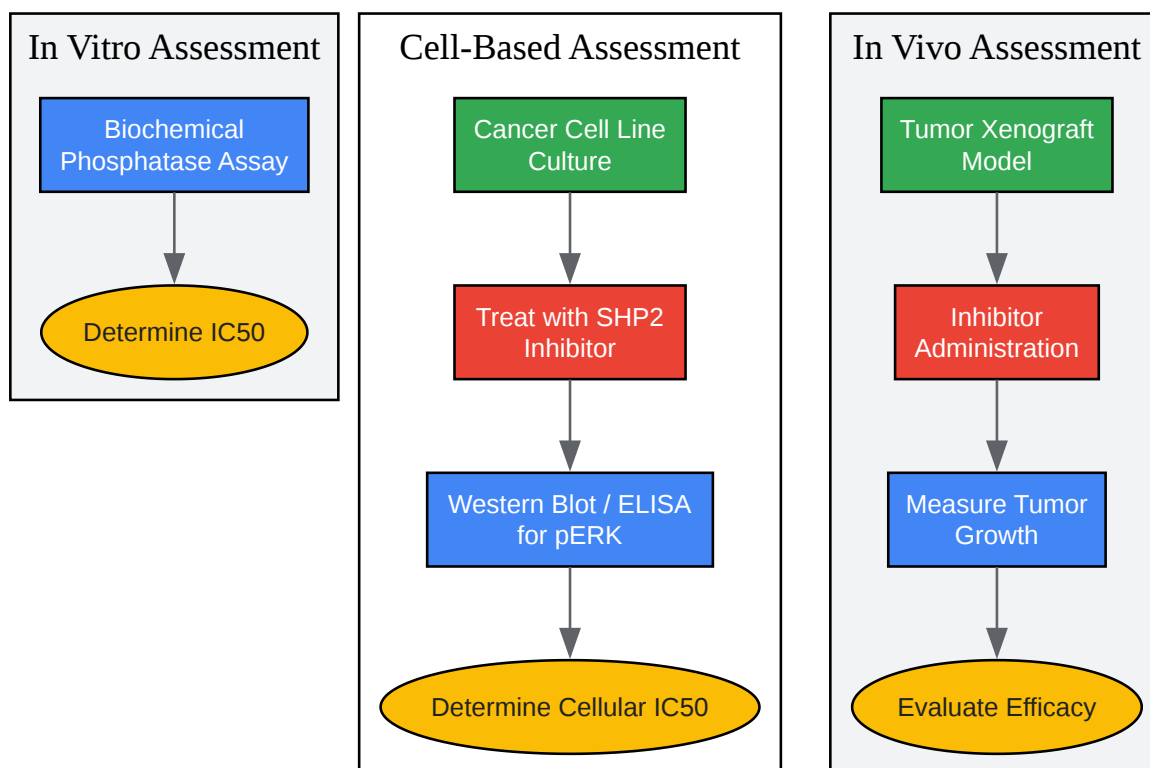 In Vitro Assessment
Biochemical
Phosphatase Assay
Determine IC50
Cell-Based Assessment
Cancer Cell Line
Culture
Treat with SHP2
Inhibitor
Western Blot / ELISA
for pERK
Determine Cellular IC50
In Vivo Assessment
Tumor Xenograft
Model
Inhibitor
Administration
Measure Tumor
Growth
Evaluate Efficacy